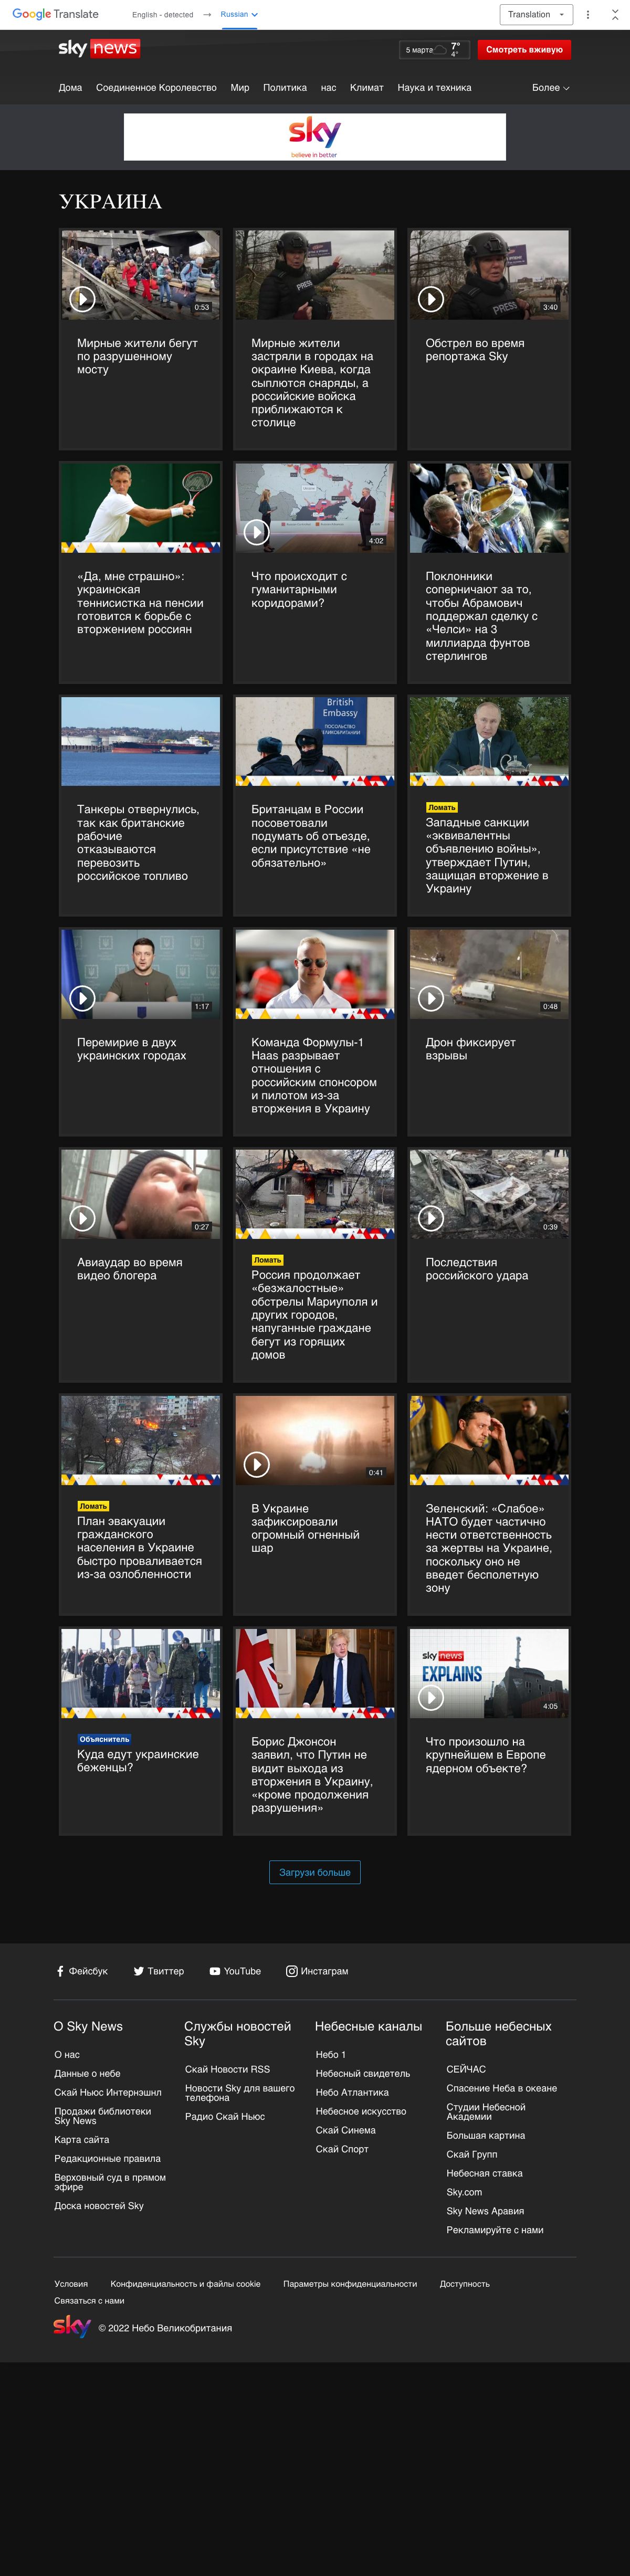 Google Translate
English - detected → Russian
Translation
sky news
5 марта 7° 4°
Смотреть вживую
Дома Соединенное Королевство Мир Политика нас Климат Наука и техника Более
sky
believe in better
УКРАИНА
0:53
Мирные жители бегут
по разрушенному
мосту
PRESS
Мирные жители
застряли в городах на
окраине Киева, когда
сыплются снаряды, а
российские войска
приближаются к
столице
PRESS
3:40
Обстрел во время
репортажа Sky
«Да, мне страшно»:
украинская
теннисистка на пенсии
готовится к борьбе с
вторжением россиян
4:02
Что происходит с
гуманитарными
коридорами?
Поклонники
соперничают за то,
чтобы Абрамович
поддержал сделку с
«Челси» на 3
миллиарда фунтов
стерлингов
Танкеры отвернулись,
так как британские
рабочие
отказываются
перевозить
российское топливо
British
Embassy
ПОСОЛЬСТВО
Британцам в России
посоветовали
подумать об отъезде,
если присутствие «не
обязательно»
Ломать
Западные санкции
«эквивалентны
объявлению войны»,
утверждает Путин,
защищая вторжение в
Украину
1:17
Перемирие в двух
украинских городах
Команда Формулы-1
Haas разрывает
отношения с
российским спонсором
и пилотом из-за
вторжения в Украину
0:48
Дрон фиксирует
взрывы
0:27
Авиаудар во время
видео блогера
Ломать
Россия продолжает
«безжалостные»
обстрелы Мариуполя и
других городов,
напуганные граждане
бегут из горящих
домов
0:39
Последствия
российского удара
Ломать
План эвакуации
гражданского
населения в Украине
быстро проваливается
из-за озлобленности
0:41
В Украине
зафиксировали
огромный огненный
шар
Зеленский: «Слабое»
НАТО будет частично
нести ответственность
за жертвы на Украине,
поскольку оно не
введет бесполетную
зону
Объяснитель
Куда едут украинские
беженцы?
Борис Джонсон
заявил, что Путин не
видит выхода из
вторжения в Украину,
«кроме продолжения
разрушения»
sky news
EXPLAINS
4:05
Что произошло на
крупнейшем в Европе
ядерном объекте?
Загрузи больше
Фейсбук Твиттер YouTube Инстаграм
О Sky News
О нас
Данные о небе
Скай Ньюс Интернэшнл
Продажи библиотеки
Sky News
Карта сайта
Редакционные правила
Верховный суд в прямом
эфире
Доска новостей Sky
Службы новостей
Sky
Скай Новости RSS
Новости Sky для вашего
телефона
Радио Скай Ньюс
Небесные каналы
Небо 1
Небесный свидетель
Небо Атлантика
Небесное искусство
Скай Синема
Скай Спорт
Больше небесных
сайтов
СЕЙЧАС
Спасение Неба в океане
Студии Небесной
Академии
Большая картина
Скай Групп
Небесная ставка
Sky.com
Sky News Аравия
Рекламируйте с нами
Условия Конфиденциальность и файлы cookie Параметры конфиденциальности Доступность
Связаться с нами
sky © 2022 Небо Великобритания